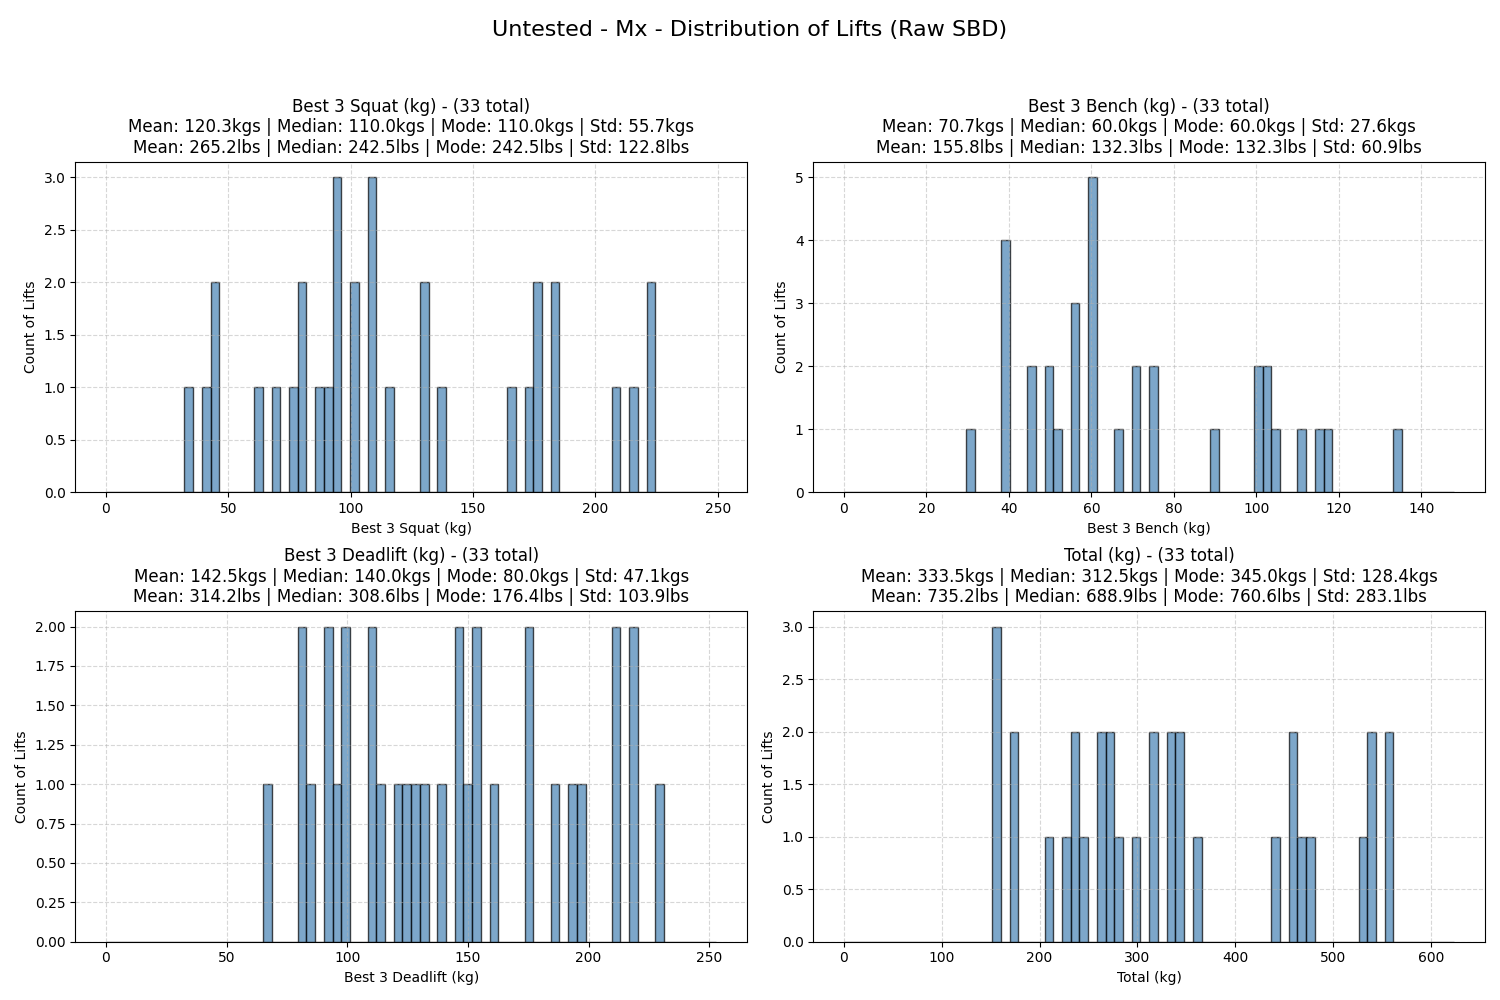 Untested - Mx - Distribution of Lifts (Raw SBD)
Best 3 Squat (kg) - (33 total)
Mean: 120.3kgs | Median: 110.0kgs | Mode: 110.0kgs | Std: 55.7kgs
Mean: 265.2lbs | Median: 242.5lbs | Mode: 242.5lbs | Std: 122.8lbs
3.0
2.5
2.0
1.5
1.0
0.5
0.0
Count of Lifts
0 50 100 150 200 250
Best 3 Squat (kg)
Best 3 Bench (kg) - (33 total)
Mean: 70.7kgs | Median: 60.0kgs | Mode: 60.0kgs | Std: 27.6kgs
Mean: 155.8lbs | Median: 132.3lbs | Mode: 132.3lbs | Std: 60.9lbs
5
4
3
2
1
0
Count of Lifts
0 20 40 60 80 100 120 140
Best 3 Bench (kg)
Best 3 Deadlift (kg) - (33 total)
Mean: 142.5kgs | Median: 140.0kgs | Mode: 80.0kgs | Std: 47.1kgs
Mean: 314.2lbs | Median: 308.6lbs | Mode: 176.4lbs | Std: 103.9lbs
2.00
1.75
1.50
1.25
1.00
0.75
0.50
0.25
0.00
Count of Lifts
0 50 100 150 200 250
Best 3 Deadlift (kg)
Total (kg) - (33 total)
Mean: 333.5kgs | Median: 312.5kgs | Mode: 345.0kgs | Std: 128.4kgs
Mean: 735.2lbs | Median: 688.9lbs | Mode: 760.6lbs | Std: 283.1lbs
3.0
2.5
2.0
1.5
1.0
0.5
0.0
Count of Lifts
0 100 200 300 400 500 600
Total (kg)